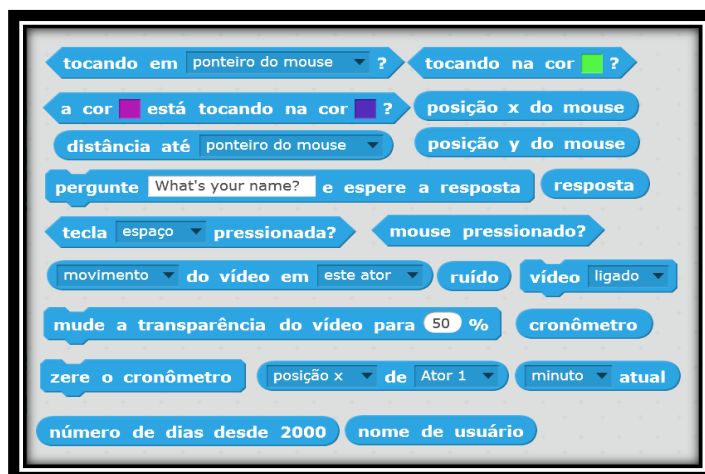 tocando em ponteiro do mouse ? tocando na cor ?
a cor está tocando na cor ? posição x do mouse
distância até ponteiro do mouse posição y do mouse
pergunte What's your name? e espere a resposta resposta
tecla espaço pressionada? mouse pressionado?
movimento do vídeo em este ator ruído vídeo ligado
mude a transparência do vídeo para 50 % cronômetro
zere o cronômetro posição x de Ator 1 minuto atual
número de dias desde 2000 nome de usuário